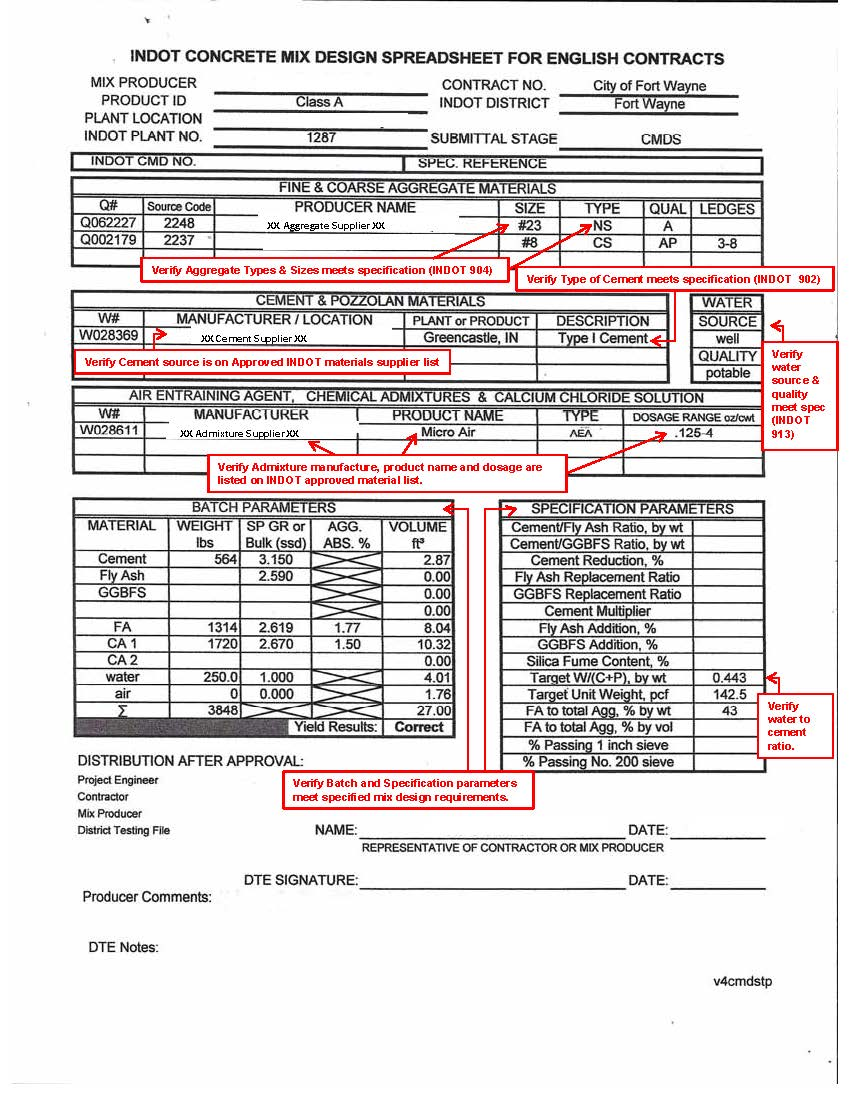 INDOT CONCRETE MIX DESIGN SPREADSHEET FOR ENGLISH CONTRACTS
MIX PRODUCER CONTRACT NO. City of Fort Wayne
PRODUCT ID Class A INDOT DISTRICT Fort Wayne
PLANT LOCATION
INDOT PLANT NO. 1287 SUBMITTAL STAGE CMDS
INDOT CMD NO. SPEC. REFERENCE
FINE & COARSE AGGREGATE MATERIALS
Q# Source Code PRODUCER NAME SIZE TYPE QUAL LEDGES
Q062227 2248 XX Aggregate Supplier XX #23 NS A
Q002179 2237 #8 CS AP 3-8
Verify Aggregate Types & Sizes meets specification (INDOT 904)
Verify Type of Cement meets specification (INDOT 902)
CEMENT & POZZOLAN MATERIALS WATER
W# MANUFACTURER / LOCATION PLANT or PRODUCT DESCRIPTION SOURCE
W028369 XX Cement Supplier XX Greencastle, IN Type I Cement well
QUALITY
potable
Verify Cement source is on Approved INDOT materials supplier list
Verify
water
source &
quality
meet spec
(INDOT
913)
AIR ENTRAINING AGENT, CHEMICAL ADMIXTURES & CALCIUM CHLORIDE SOLUTION
W# MANUFACTURER PRODUCT NAME TYPE DOSAGE RANGE oz/cwt
W028611 XX Admixture Supplier XX Micro Air AEA .125-4
Verify Admixture manufacture, product name and dosage are
listed on INDOT approved material list.
BATCH PARAMETERS
MATERIAL WEIGHT SP GR or AGG. VOLUME
lbs Bulk (ssd) ABS. % ft³
Cement 564 3.150 2.87
Fly Ash 2.590 0.00
GGBFS 0.00
0.00
FA 1314 2.619 1.77 8.04
CA 1 1720 2.670 1.50 10.32
CA 2 0.00
water 250.0 1.000 4.01
air 0 0.000 1.76
Σ 3848 27.00
Yield Results: Correct
SPECIFICATION PARAMETERS
Cement/Fly Ash Ratio, by wt
Cement/GGBFS Ratio, by wt
Cement Reduction, %
Fly Ash Replacement Ratio
GGBFS Replacement Ratio
Cement Multiplier
Fly Ash Addition, %
GGBFS Addition, %
Silica Fume Content, %
Target W/(C+P), by wt 0.443
Target Unit Weight, pcf 142.5
FA to total Agg, % by wt 43
FA to total Agg, % by vol
% Passing 1 inch sieve
% Passing No. 200 sieve
Verify
water to
cement
ratio.
DISTRIBUTION AFTER APPROVAL:
Project Engineer
Contractor
Mix Producer
District Testing File
Verify Batch and Specification parameters
meet specified mix design requirements.
NAME: DATE:
REPRESENTATIVE OF CONTRACTOR OR MIX PRODUCER
DTE SIGNATURE: DATE:
Producer Comments:
DTE Notes:
v4cmdstp